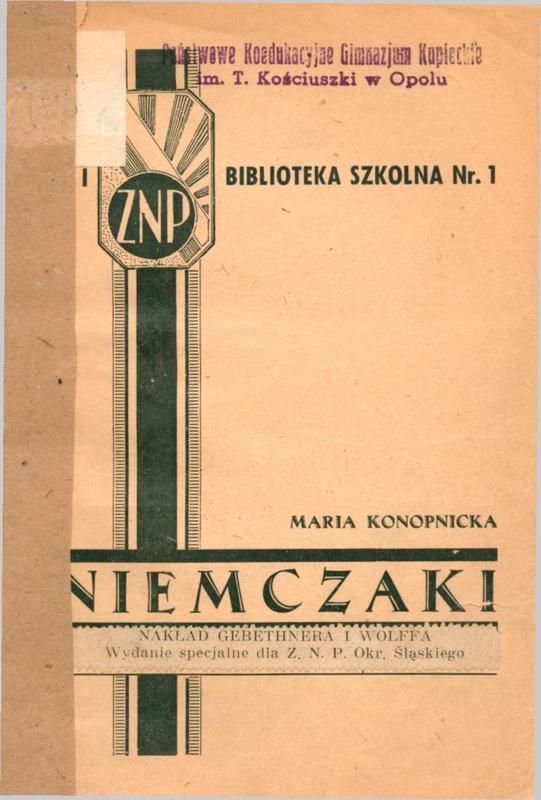 Państwowe Koedukacyjne Gimnazjum Kupieckie
im. T. Kościuszki w Opolu
BIBLIOTEKA SZKOLNA Nr. 1
ZNP
MARIA KONOPNICKA
NIEMCZAKI
NAKŁAD GEBETHNERA I WOLFFA
Wydanie specjalne dla Z. N. P. Okr. Śląskiego